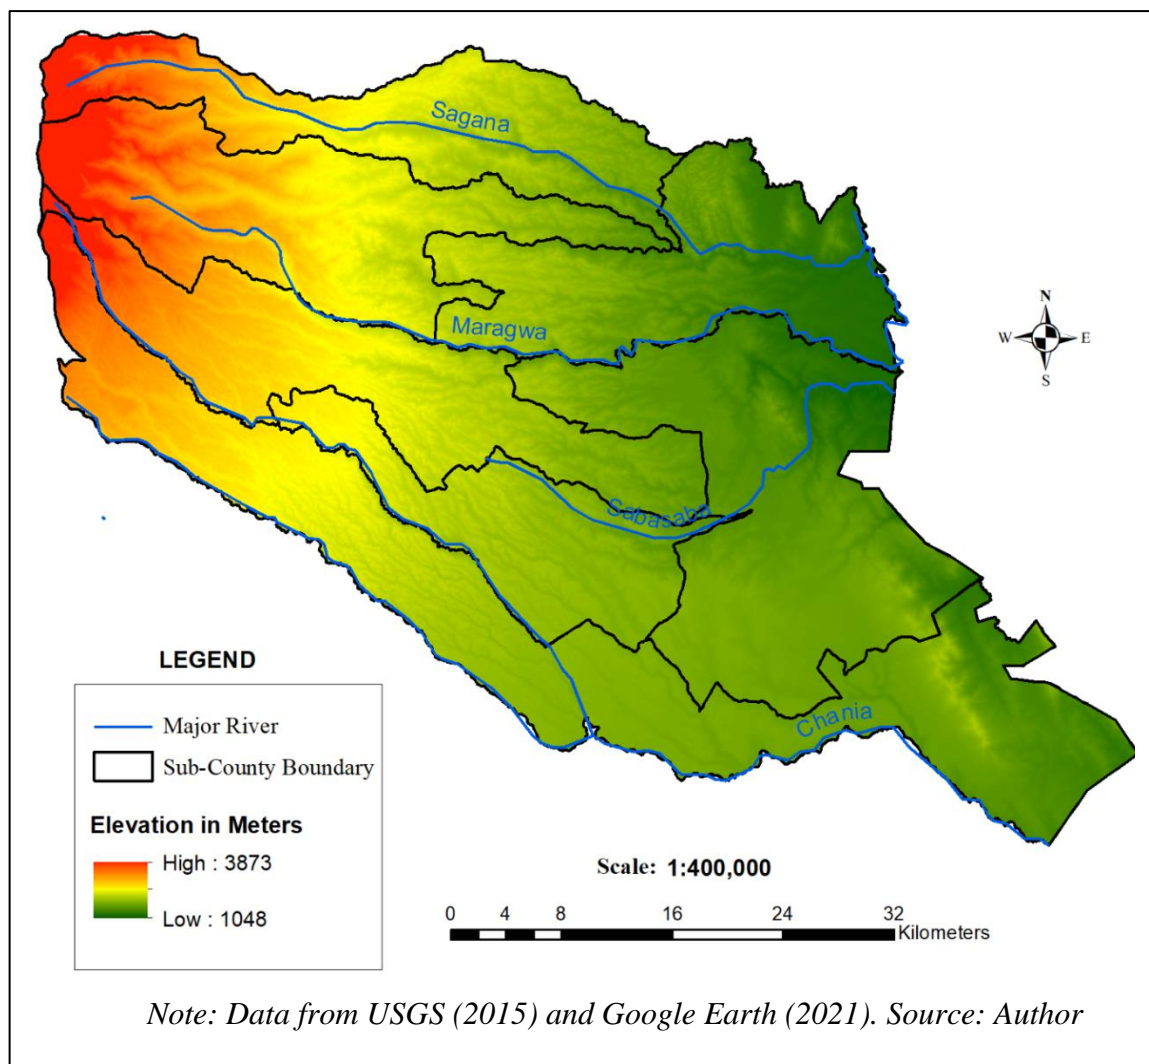 Sagana
Maragwa
Sabasaba
Chania
N
W E
S
LEGEND
Major River
Sub-County Boundary
Elevation in Meters
High : 3873
Low : 1048
Scale: 1:400,000
0 4 8 16 24 32
Kilometers
Note: Data from USGS (2015) and Google Earth (2021). Source: Author